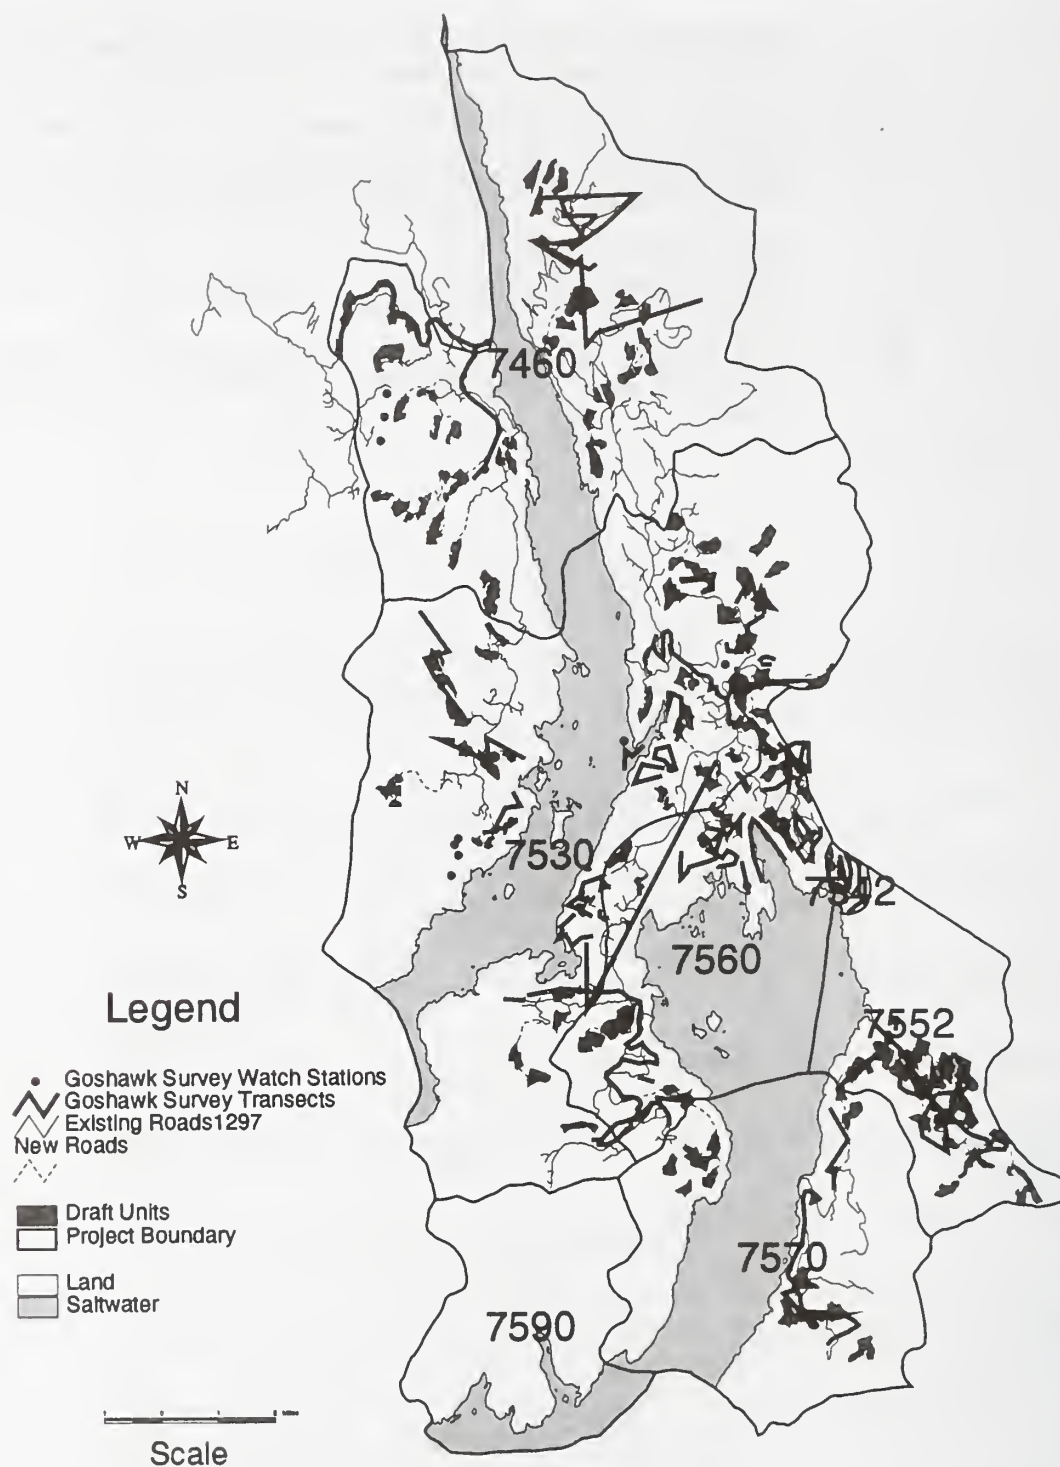 7460
N
W E
S
7530
7542
7560
Legend
7552
Goshawk Survey Watch Stations
Goshawk Survey Transects
Existing Roads1297
New Roads
Draft Units
Project Boundary
7570
Land
Saltwater
7590
Scale